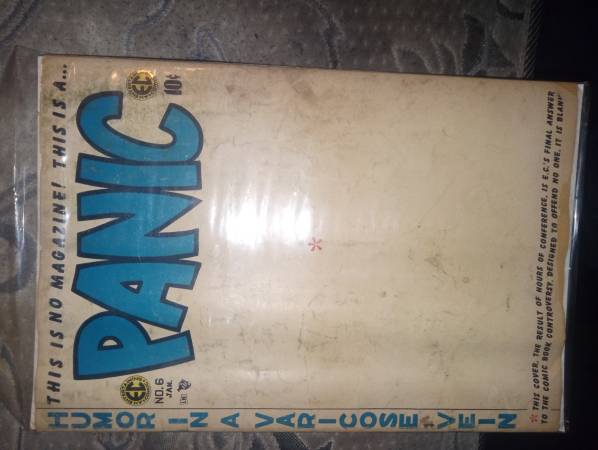 THIS IS NO MAGAZINE! THIS IS A...
PANIC
EC
EC
10¢
NO. 6
JAN.
HUMOR IN A VARICOSE VEIN
*
* THIS COVER, THE RESULT OF HOURS OF CONFERENCE, IS E.C.'S FINAL ANSWER
TO THE COMIC BOOK CONTROVERSY. DESIGNED TO OFFEND NO ONE, IT IS BLANK